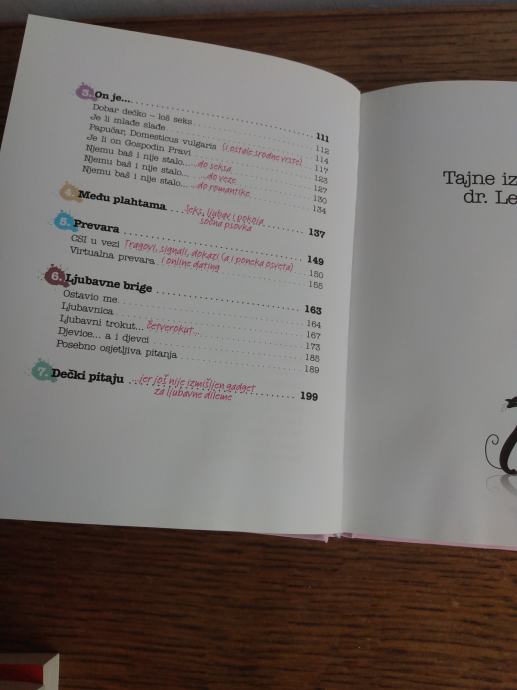 3. On je... 111
Dobar dečko – loš seks 112
Je li mlađe slađe 114
Papučar, Domesticus vulgaris (i ostale srodne vrste) 117
Je li on Gospodin Pravi 123
Njemu baš i nije stalo... ...do seksa 127
Njemu baš i nije stalo... ...do veze 130
Njemu baš i nije stalo... ...do romantike 134
4. Među plahtama Seks, ljubav i pokoja 137
sočna psovka
5. Prevara 149
CSI u vezi Tragovi, signali, dokazi (a i poneka osveta) 150
Virtualna prevara i online dating 155
6. Ljubavne brige 163
Ostavio me 164
Ljubavnica 167
Ljubavni trokut... četverokut... 173
Djevice... a i djevci 185
Posebno osjetljiva pitanja 189
7. Dečki pitaju ...jer još nije izmišljen gadget 199
za ljubavne dileme
Tajne iz
dr. Le